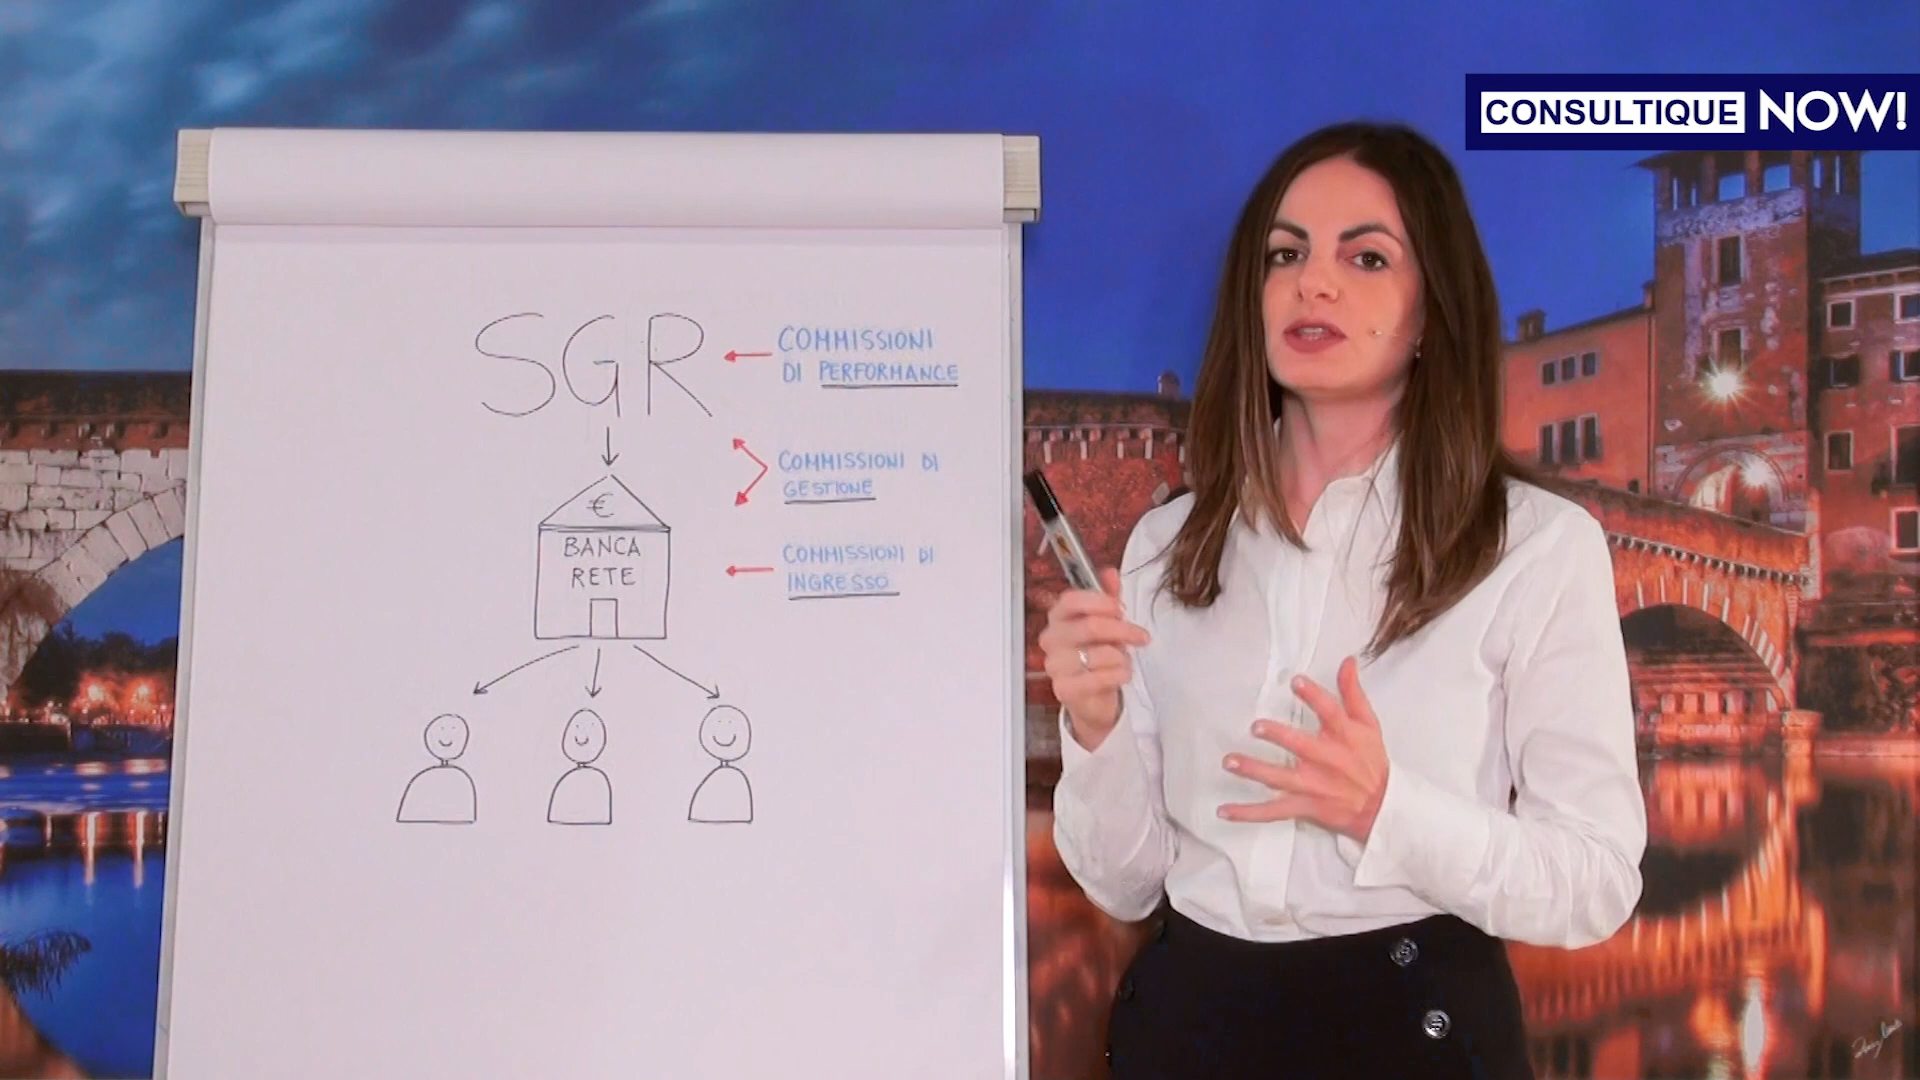 CONSULTIQUE NOW!
SGR
COMMISSIONI
DI PERFORMANCE
COMMISSIONI DI
GESTIONE
€
BANCA
RETE
COMMISSIONI DI
INGRESSO